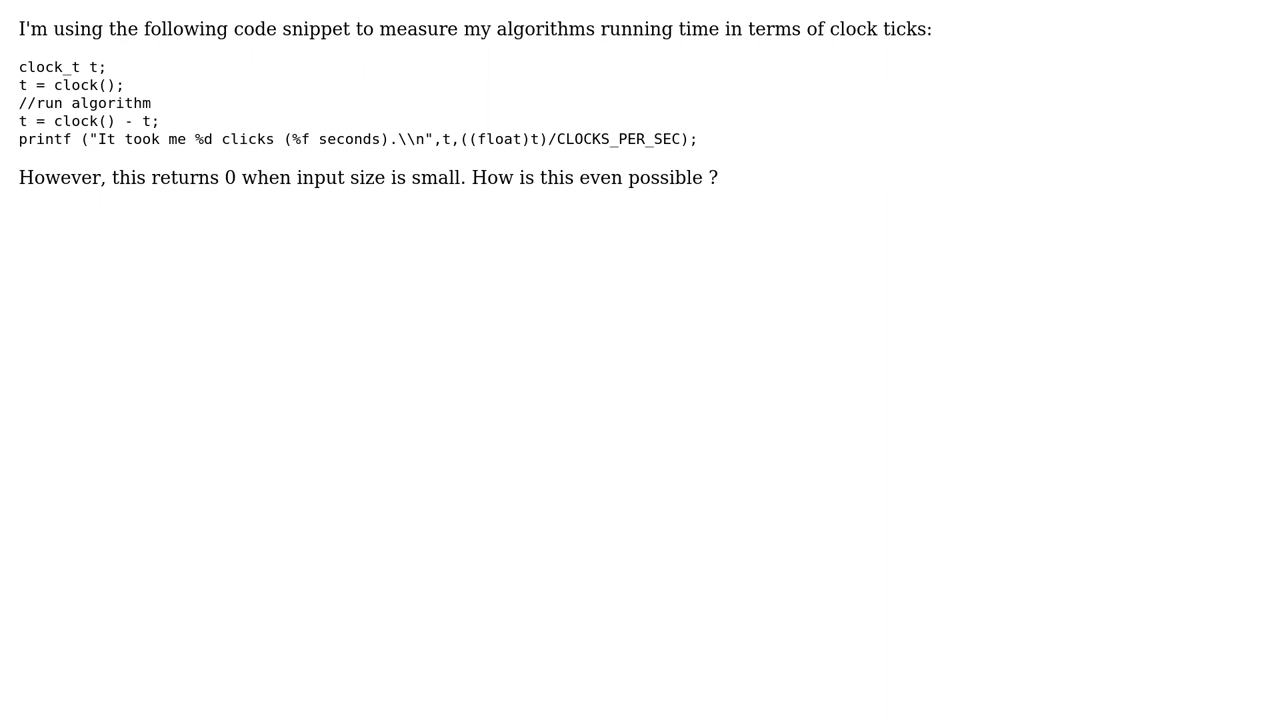 I'm using the following code snippet to measure my algorithms running time in terms of clock ticks:
clock_t t;
t = clock();
//run algorithm
t = clock() - t;
printf ("It took me %d clicks (%f seconds).\\n",t,((float)t)/CLOCKS_PER_SEC);
However, this returns 0 when input size is small. How is this even possible ?